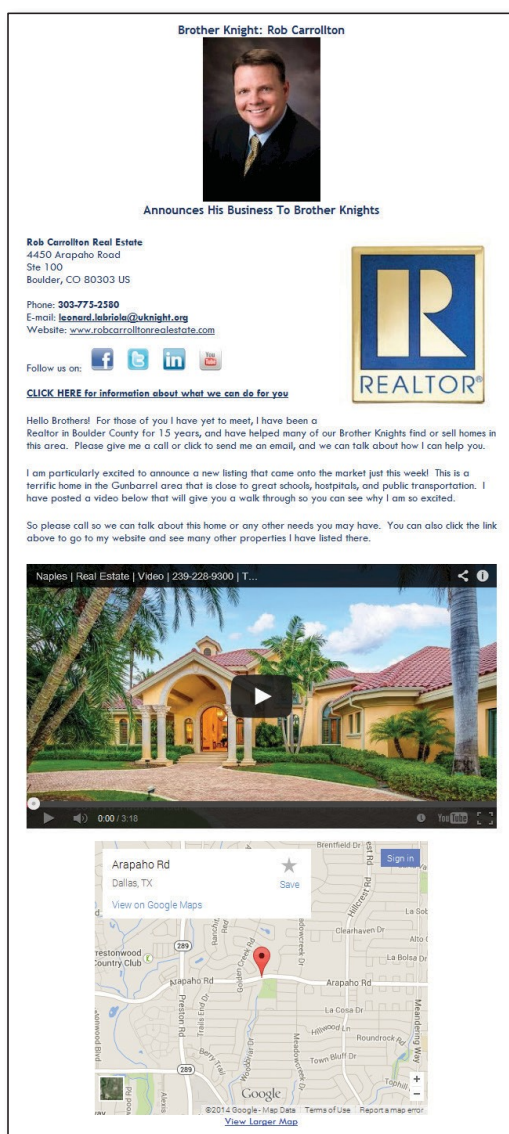 Brother Knight: Rob Carrollton
Announces His Business To Brother Knights
Rob Carrollton Real Estate
4450 Arapaho Road
Ste 100
Boulder, CO 80303 US
Phone: 303-775-2580
E-mail: leonard.labriola@uknight.org
Website: www.robcarrolltonrealestate.com
Follow us on:
You Tube
REALTOR®
CLICK HERE for information about what we can do for you
Hello Brothers! For those of you I have yet to meet, I have been a
Realtor in Boulder County for 15 years, and have helped many of our Brother Knights find or sell homes in
this area. Please give me a call or click to send me an email, and we can talk about how I can help you.
I am particularly excited to announce a new listing that came onto the market just this week! This is a
terrific home in the Gunbarrel area that is close to great schools, hostpitals, and public transportation. I
have posted a video below that will give you a walk through so you can see why I am so excited.
So please call so we can talk about this home or any other needs you may have. You can also click the link
above to go to my website and see many other properties I have listed there.
Naples | Real Estate | Video | 239-228-9300 | T...
0:00 / 3:18
YouTube
Arapaho Rd
Dallas, TX
Save
View on Google Maps
Sign in
Brentfield Dr
Hillcrest Rd
Clearhaven Dr
La Bolsa Dr
Prestonwood
Country Club
289
Golden Creek Rd
Meadowcreek Dr
Arapaho Rd
Arapaho Rd
Preston Rd
Trails End Dr
La Cosa Dr
Hillwood Ln
Roundrock Rd
Meandering Way
Town Bluff Dr
Berry Trail
Woodbriar Dr
Meadowcreek Dr
289
Google
©2014 Google - Map Data Terms of Use Report a map error
View Larger Map